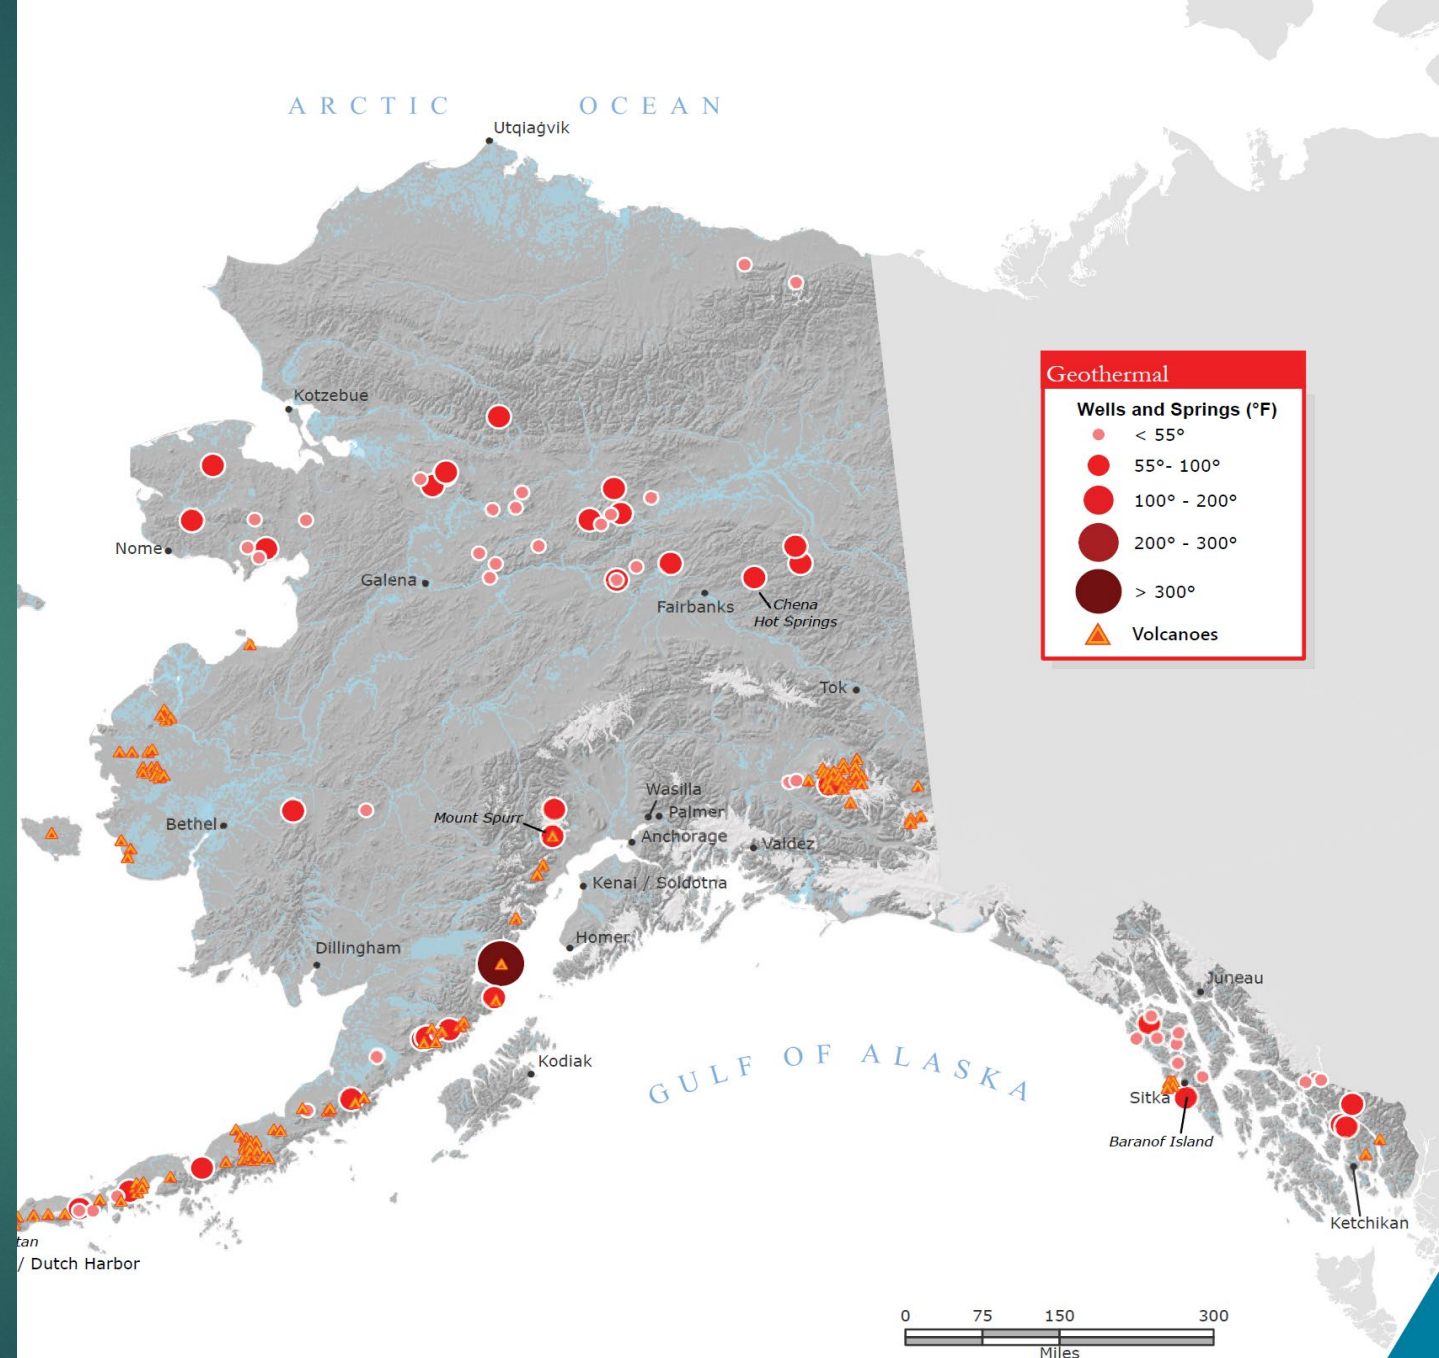 ARCTIC OCEAN
Utqiaġvik
Kotzebue
Nome
Galena
Fairbanks
Chena
Hot Springs
Tok
Geothermal
Wells and Springs (°F)
< 55°
55°- 100°
100° - 200°
200° - 300°
> 300°
Volcanoes
Bethel
Mount Spurr
Wasilla
Palmer
Anchorage
Valdez
Kenai / Soldotna
Dillingham
Homer
Juneau
Kodiak
GULF OF ALASKA
Sitka
Baranof Island
Ketchikan
tan
/ Dutch Harbor
0 75 150 300
Miles